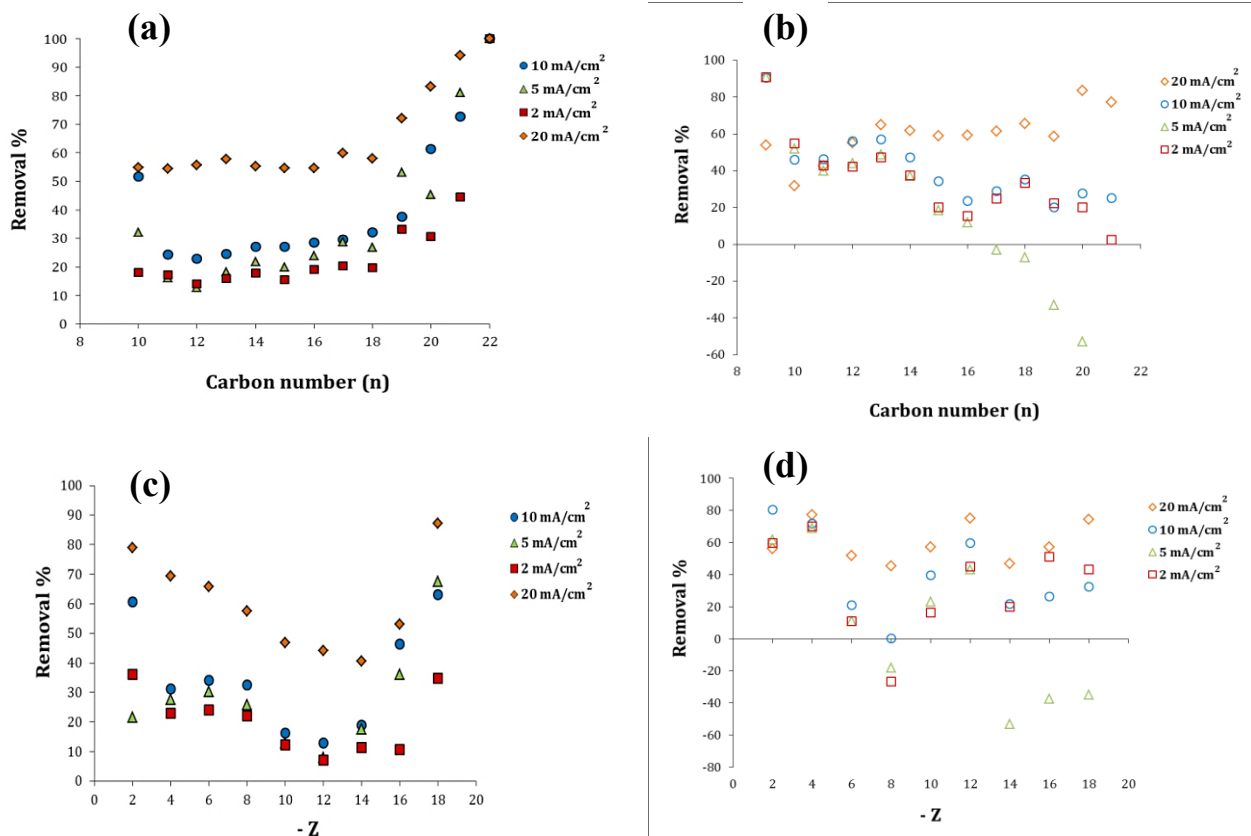 (a)
Removal %
100
90
80
70
60
50
40
30
20
10
0
8 10 12 14 16 18 20 22
Carbon number (n)
10 mA/cm²
5 mA/cm²
2 mA/cm²
20 mA/cm²
(b)
Removal %
100
80
60
40
20
0
-20
-40
-60
8 10 12 14 16 18 20 22
Carbon number (n)
20 mA/cm²
10 mA/cm²
5 mA/cm²
2 mA/cm²
(c)
Removal %
100
90
80
70
60
50
40
30
20
10
0
0 2 4 6 8 10 12 14 16 18 20
- Z
10 mA/cm²
5 mA/cm²
2 mA/cm²
20 mA/cm²
(d)
Removal %
100
80
60
40
20
0
-20
-40
-60
-80
0 2 4 6 8 10 12 14 16 18 20
- Z
20 mA/cm²
10 mA/cm²
5 mA/cm²
2 mA/cm²